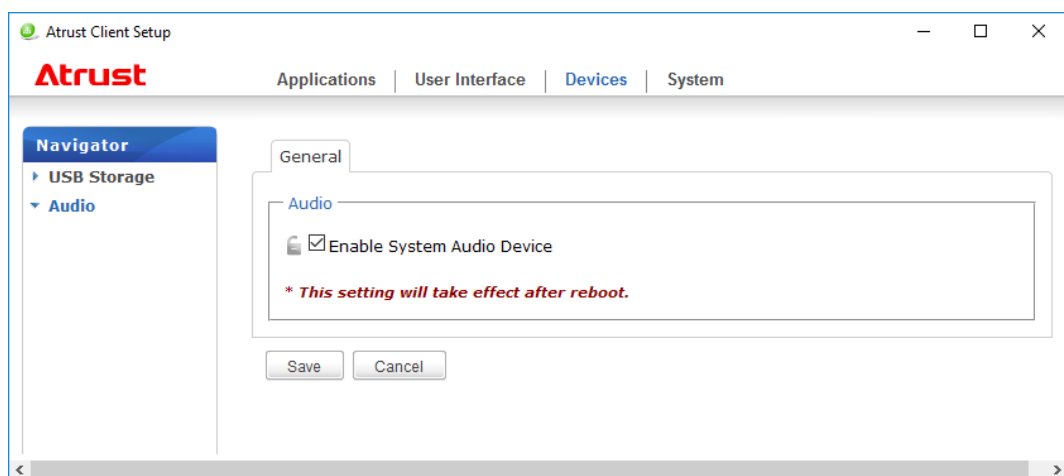 Atrust Client Setup
Atrust
Applications | User Interface | Devices | System
Navigator
USB Storage
Audio
General
Audio
Enable System Audio Device
* This setting will take effect after reboot.
Save Cancel